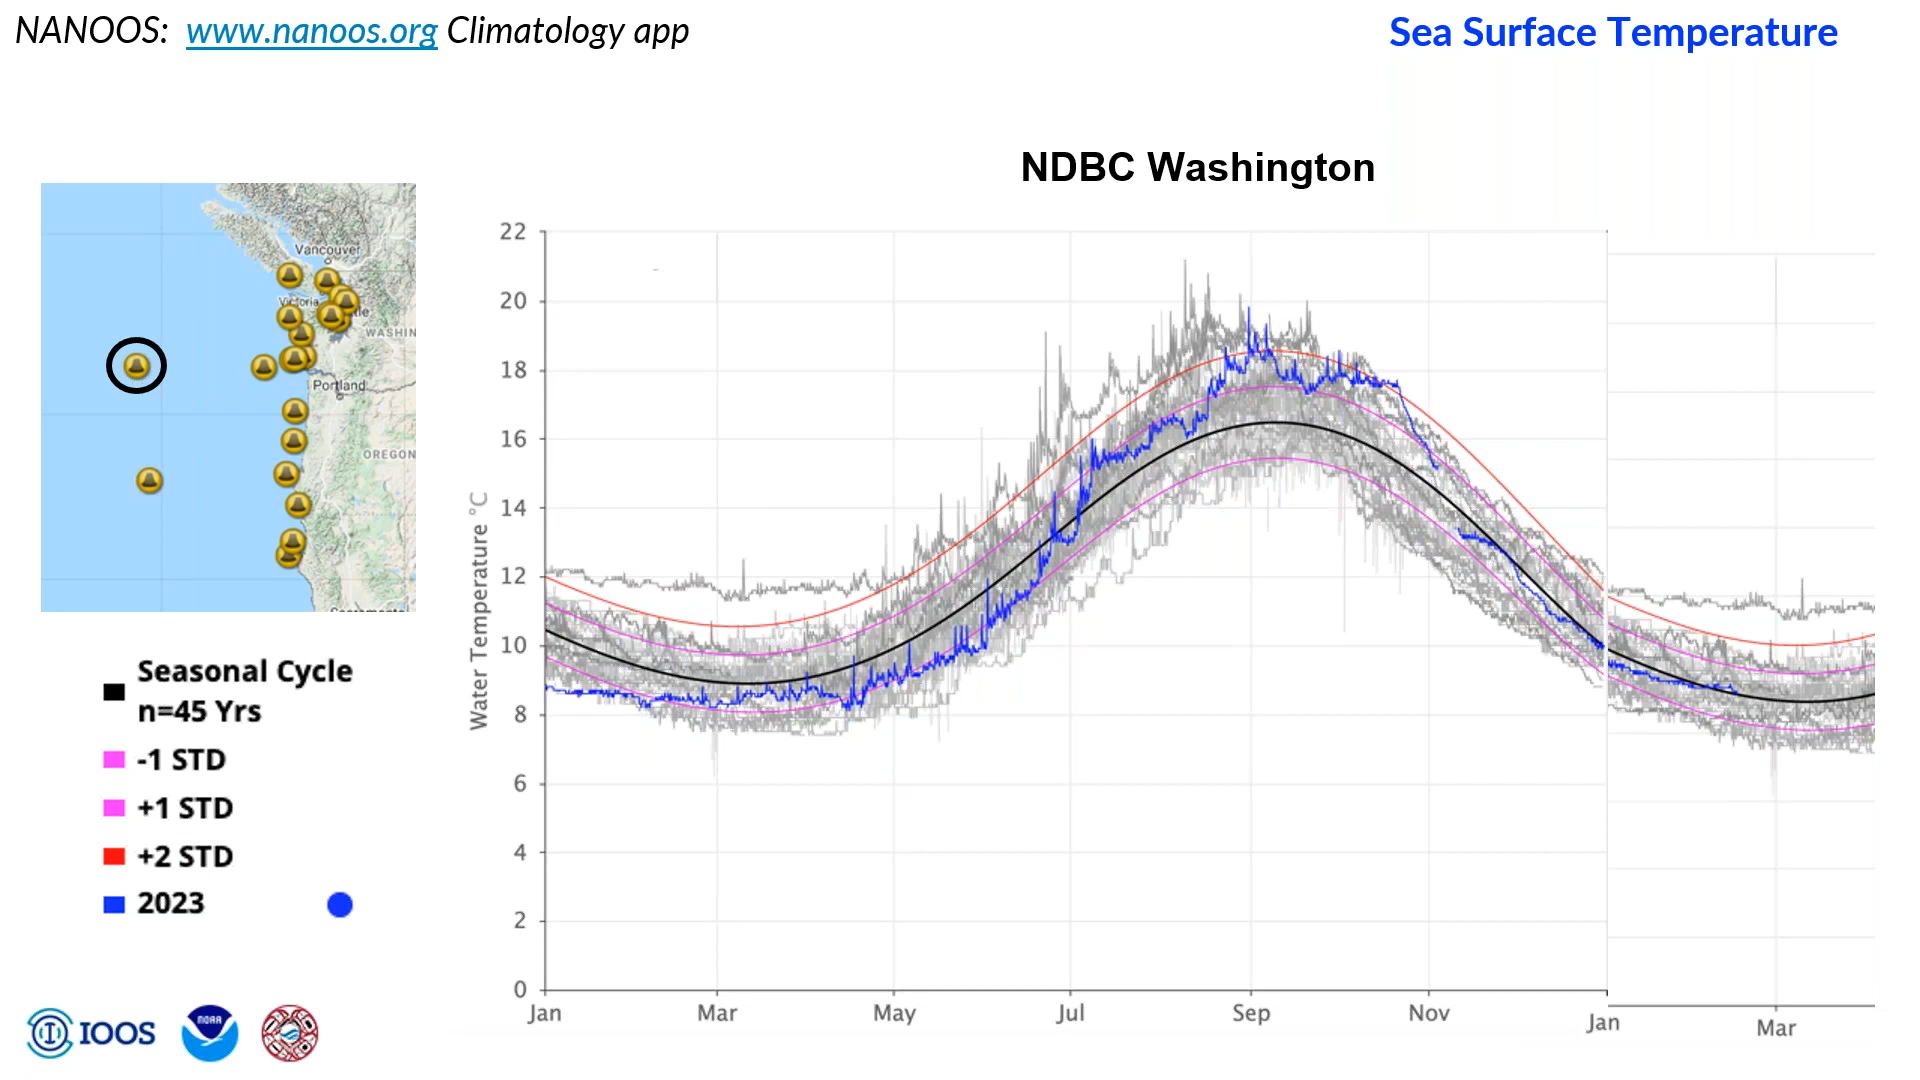 NANOOS: www.nanoos.org Climatology app
Sea Surface Temperature
NDBC Washington
Vancouver
Victoria
WASHIN
Portland
OREGON
Seasonal Cycle
n=45 Yrs
-1 STD
+1 STD
+2 STD
2023
IOOS
NOAA
Water Temperature °C
22
20
18
16
14
12
10
8
6
4
2
0
Jan
Mar
May
Jul
Sep
Nov
Jan
Mar